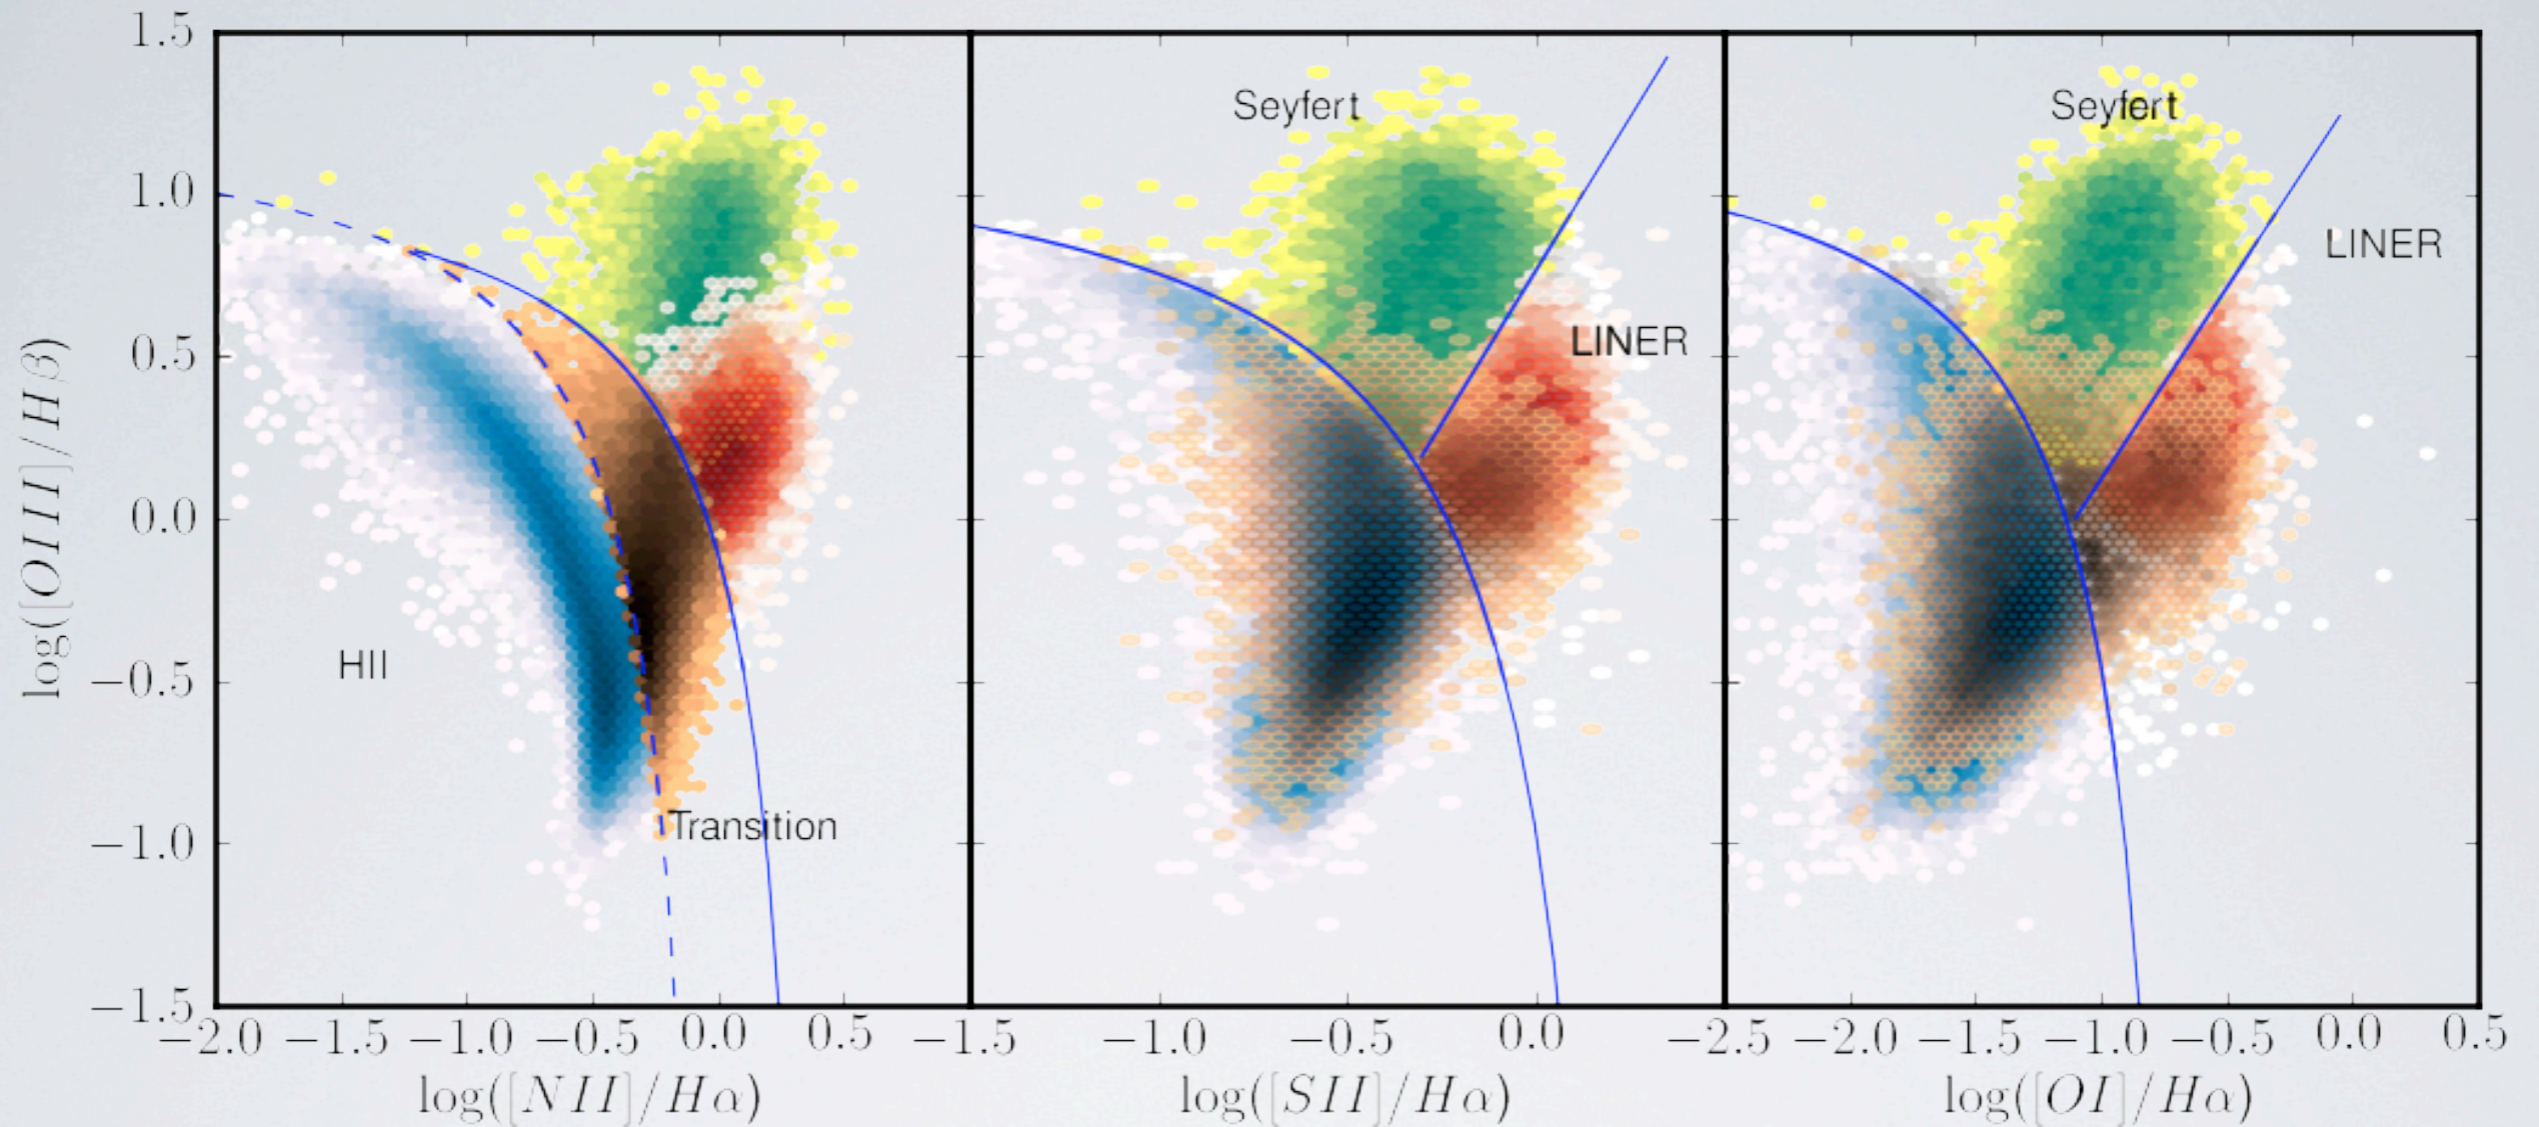 1.5
1.0
0.5
0.0
−0.5
−1.0
−1.5
log([OIII]/Hβ)
HII
Transition
−2.0 −1.5 −1.0 −0.5 0.0 0.5
log([NII]/Hα)
Seyfert
LINER
−1.5 −1.0 −0.5 0.0
log([SII]/Hα)
Seyfert
LINER
−2.5 −2.0 −1.5 −1.0 −0.5 0.0 0.5
log([OI]/Hα)